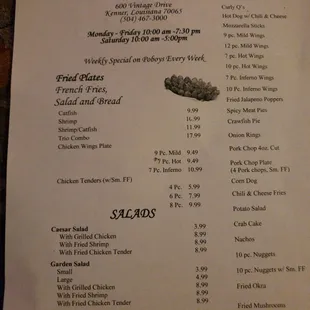 600 Vintage Drive
Kenner, Louisiana 70065
(504) 467-3000
Monday - Friday 10:00 am -7:30 pm
Saturday 10:00 am -3:00pm
Weekly Special on Poboys Every Week
Fried Plates
French Fries,
Salad and Bread
Catfish 9.99
Shrimp 14.99
Shrimp/Catfish 11.99
Trio Combo 17.99
Chicken Wings Plate
9 Pc. Mild 9.49
7 Pc. Hot 9.49
7 Pc. Inferno 10.99
Chicken Tenders (w/Sm. FF)
4 Pc. 5.99
6 Pc. 7.99
8 Pc. 9.99
SALADS
Caesar Salad 3.99
With Grilled Chicken 8.99
With Fried Shrimp 8.99
With Fried Chicken Tender 8.99
Garden Salad
Small 3.99
Large 4.99
With Grilled Chicken 8.99
With Fried Shrimp 8.99
With Fried Chicken Tender 8.99
Curly Q's
Hot Dog w/ Chili & Cheese
Mozzarella Sticks
9 pc. Mild Wings
12 pc. Mild Wings
7 pc. Hot Wings
10 pc. Hot Wings
7 Pc. Inferno Wings
10 Pc. Inferno Wings
Fried Jalapeno Poppers
Spicy Meat Pies
Crawfish Pie
Onion Rings
Pork Chop 4oz. Cut
Pork Chop Plate
(4 Pork chops, Sm. FF)
Corn Dog
Chili & Cheese Fries
Potato Salad
Crab Cake
Nachos
10 pc. Nuggets
10 pc. Nuggets w/ Sm. FF
Fried Okra
Fried Mushrooms